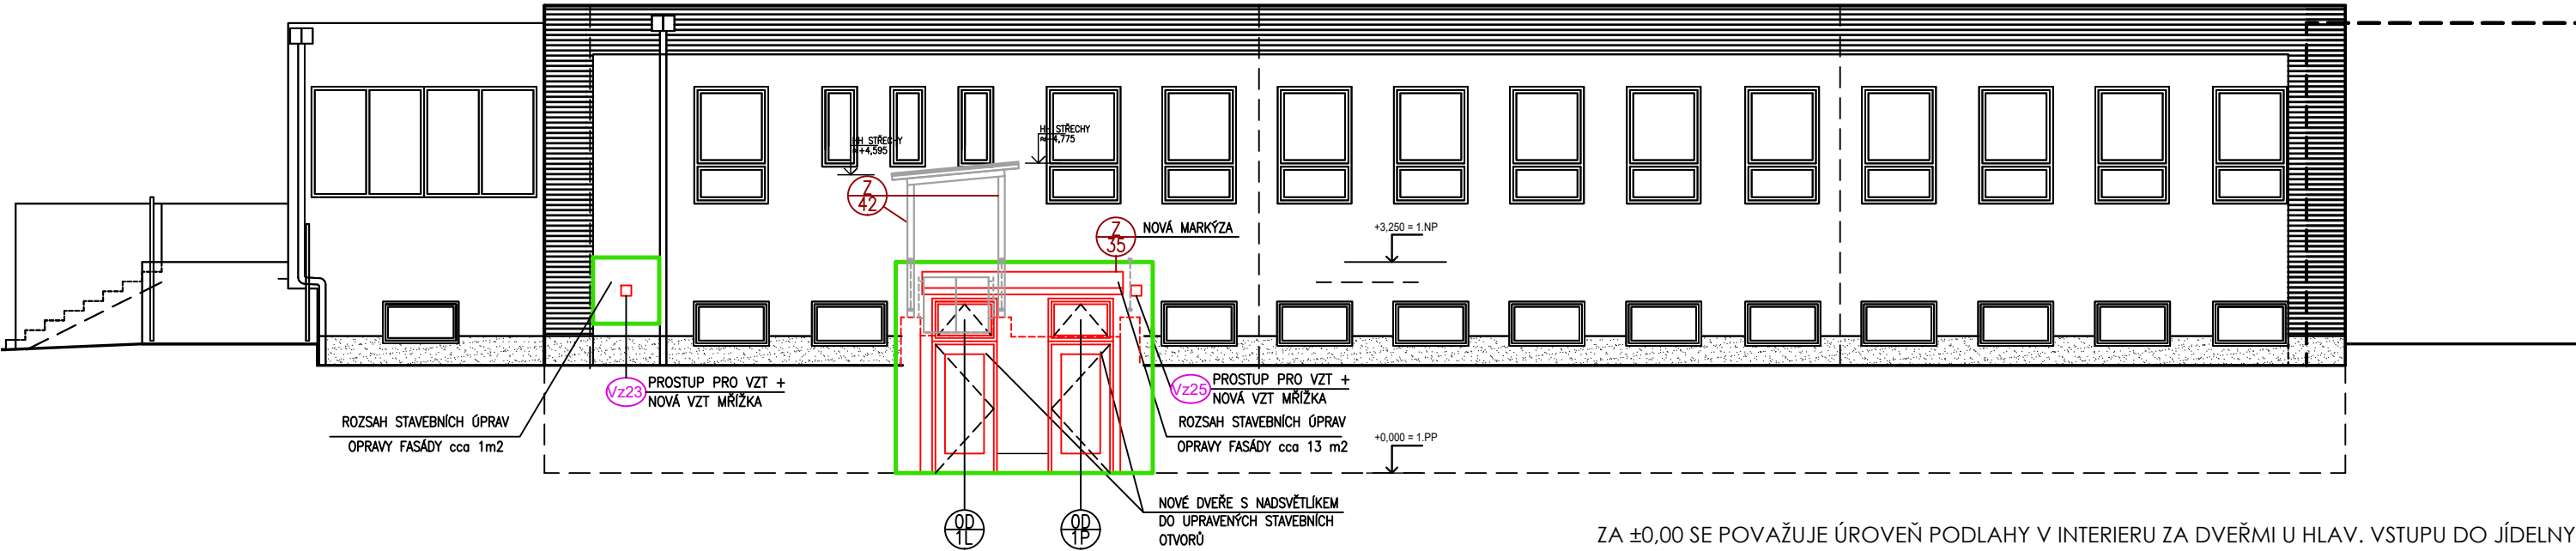 HH STŘECHY
+4,595
HH STŘECHY
4,775
Z
42
Z
35
NOVÁ MARKÝZA
+3,250 = 1.NP
Vz23
PROSTUP PRO VZT +
NOVÁ VZT MŘÍŽKA
Vz25
PROSTUP PRO VZT +
NOVÁ VZT MŘÍŽKA
ROZSAH STAVEBNÍCH ÚPRAV
OPRAVY FASÁDY cca 1m2
ROZSAH STAVEBNÍCH ÚPRAV
OPRAVY FASÁDY cca 13 m2
+0,000 = 1.PP
NOVÉ DVEŘE S NADSVĚTLÍKEM
DO UPRAVENÝCH STAVEBNÍCH
OTVORŮ
OD
1L
OD
1P
ZA ±0,00 SE POVAŽUJE ÚROVEŇ PODLAHY V INTERIERU ZA DVEŘMI U HLAV. VSTUPU DO JÍDELNY